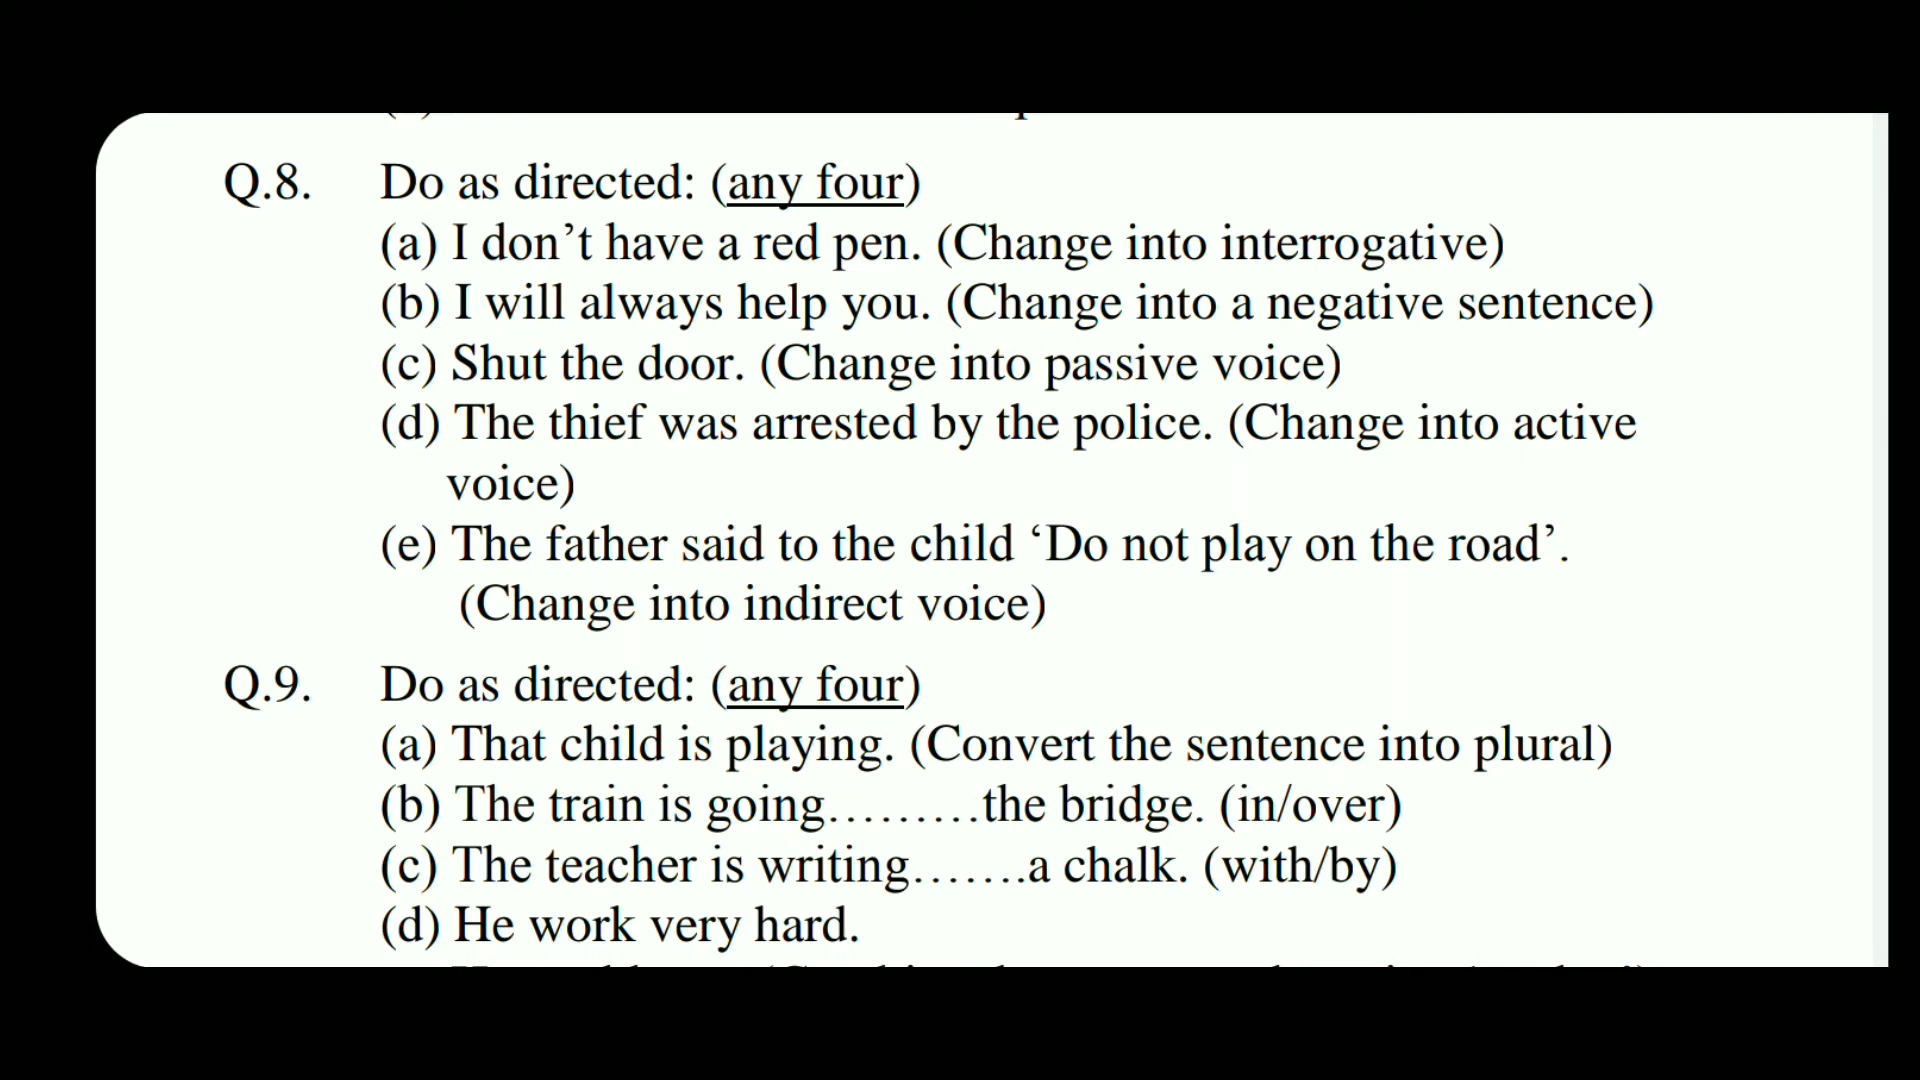 Q.8. Do as directed: (any four)
(a) I don’t have a red pen. (Change into interrogative)
(b) I will always help you. (Change into a negative sentence)
(c) Shut the door. (Change into passive voice)
(d) The thief was arrested by the police. (Change into active
voice)
(e) The father said to the child ‘Do not play on the road’.
(Change into indirect voice)
Q.9. Do as directed: (any four)
(a) That child is playing. (Convert the sentence into plural)
(b) The train is going.........the bridge. (in/over)
(c) The teacher is writing.......a chalk. (with/by)
(d) He work very hard.